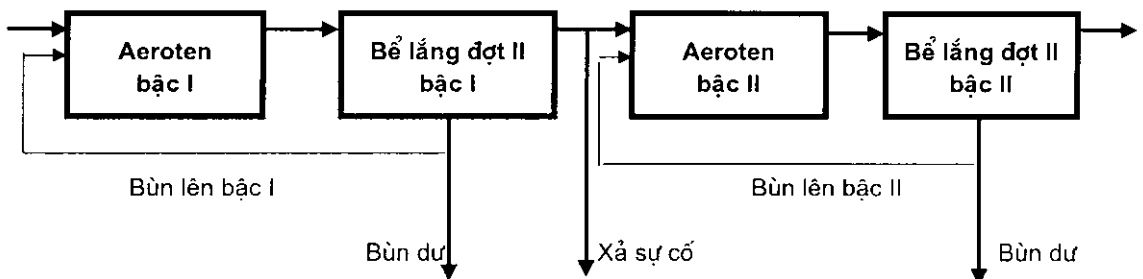 Aeroten
bậc I
Bể lắng đợt II
bậc I
Aeroten
bậc II
Bể lắng đợt II
bậc II
Bùn lên bậc I
Bùn lên bậc II
Bùn dư
Xả sự cố
Bùn dư